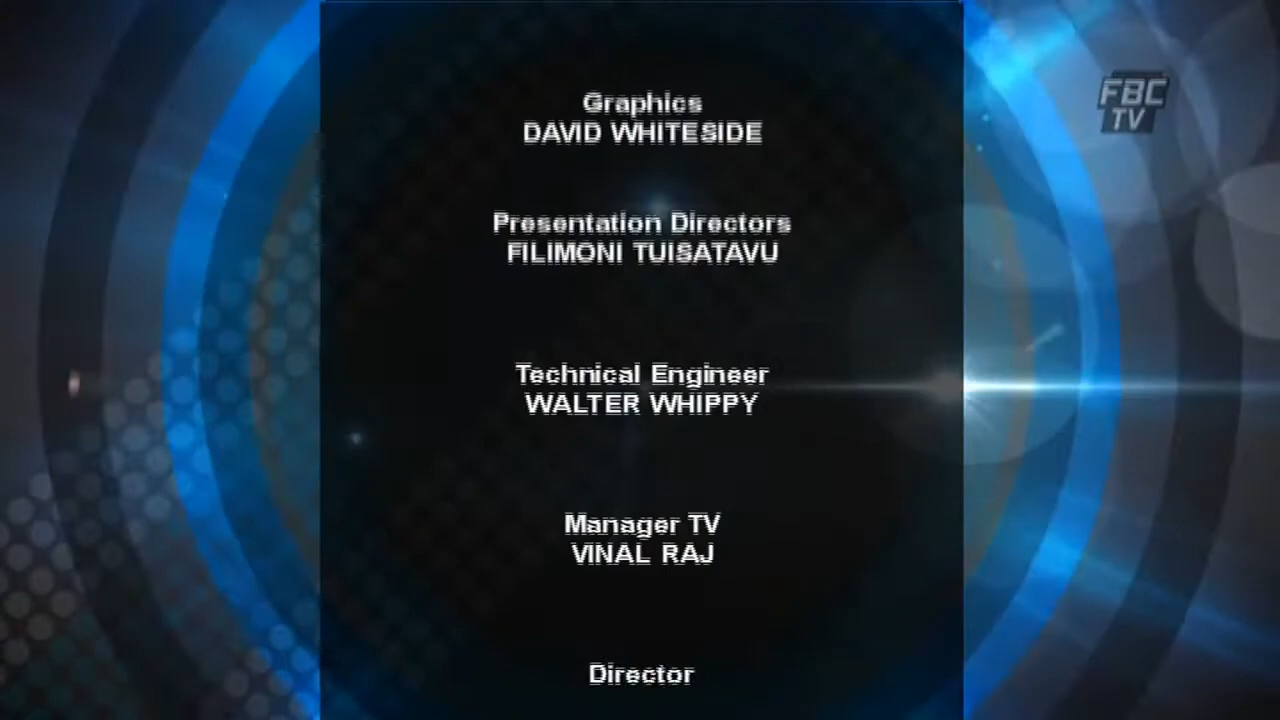 FBC
TV
Graphics
DAVID WHITESIDE
Presentation Directors
FILIMONI TUISATAVU
Technical Engineer
WALTER WHIPPY
Manager TV
VINAL RAJ
Director